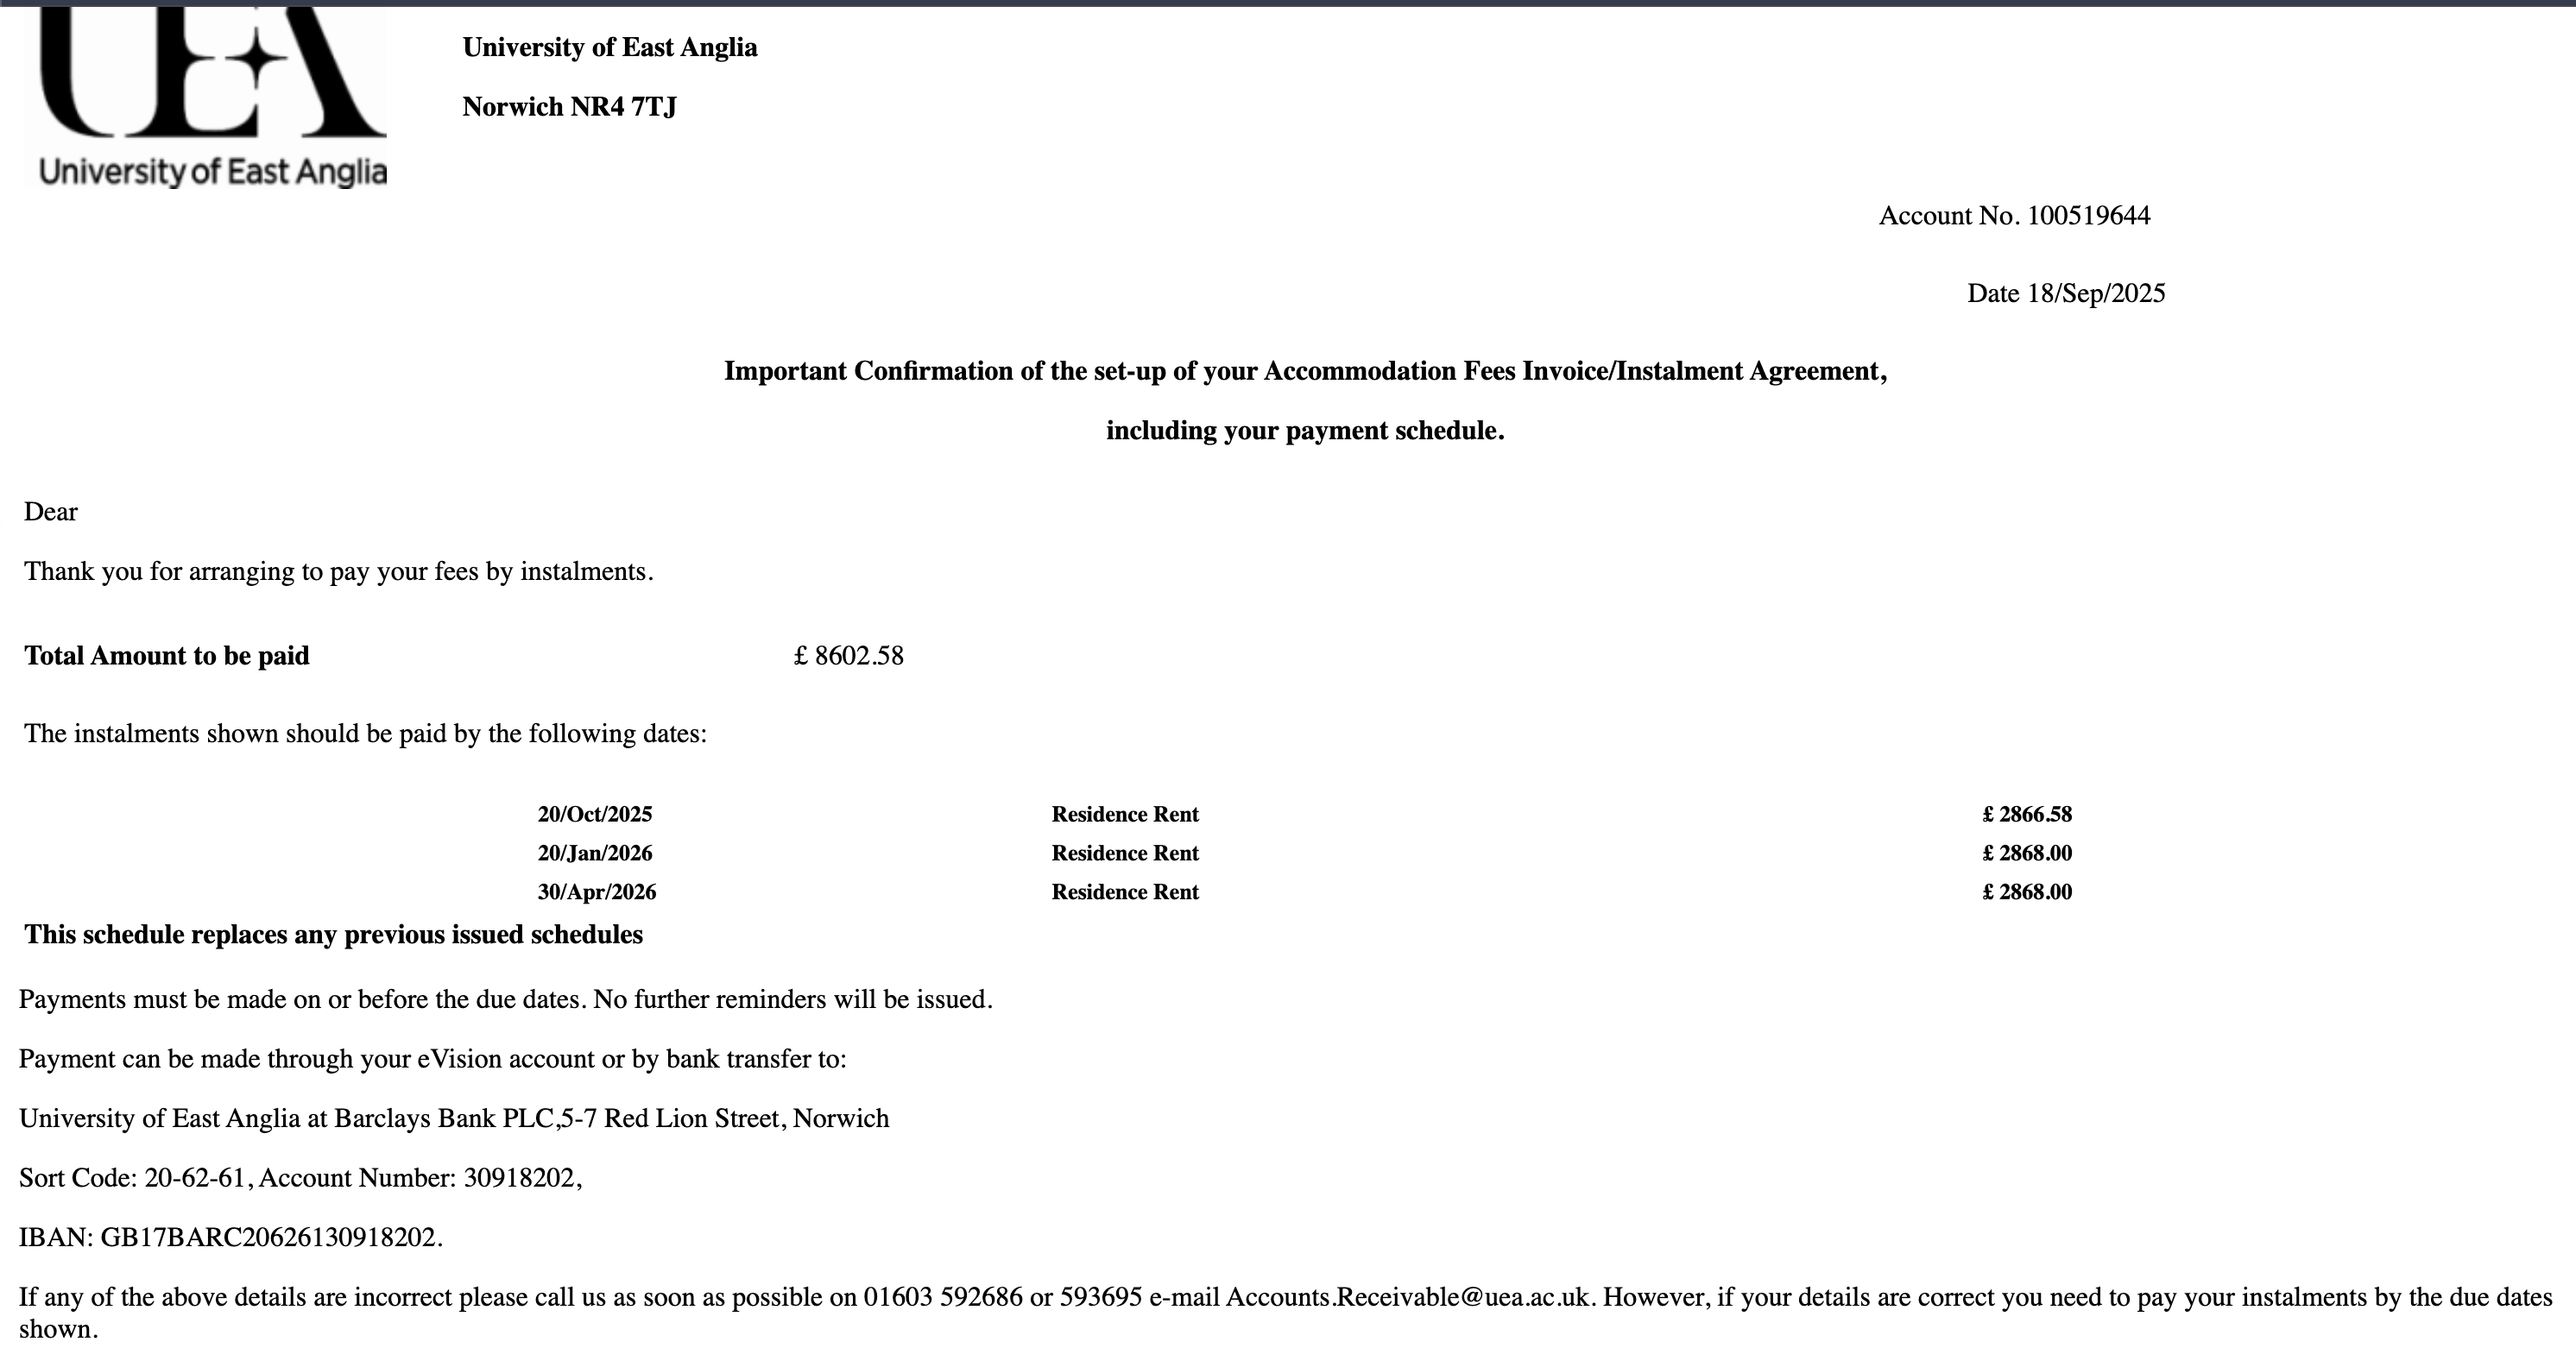 UEA
University of East Anglia
University of East Anglia
Norwich NR4 7TJ
Account No. 100519644
Date 18/Sep/2025
Important Confirmation of the set-up of your Accommodation Fees Invoice/Instalment Agreement,
including your payment schedule.
Dear
Thank you for arranging to pay your fees by instalments.
Total Amount to be paid £ 8602.58
The instalments shown should be paid by the following dates:
20/Oct/2025 Residence Rent £ 2866.58
20/Jan/2026 Residence Rent £ 2868.00
30/Apr/2026 Residence Rent £ 2868.00
This schedule replaces any previous issued schedules
Payments must be made on or before the due dates. No further reminders will be issued.
Payment can be made through your eVision account or by bank transfer to:
University of East Anglia at Barclays Bank PLC,5-7 Red Lion Street, Norwich
Sort Code: 20-62-61, Account Number: 30918202,
IBAN: GB17BARC20626130918202.
If any of the above details are incorrect please call us as soon as possible on 01603 592686 or 593695 e-mail Accounts.Receivable@uea.ac.uk. However, if your details are correct you need to pay your instalments by the due dates
shown.